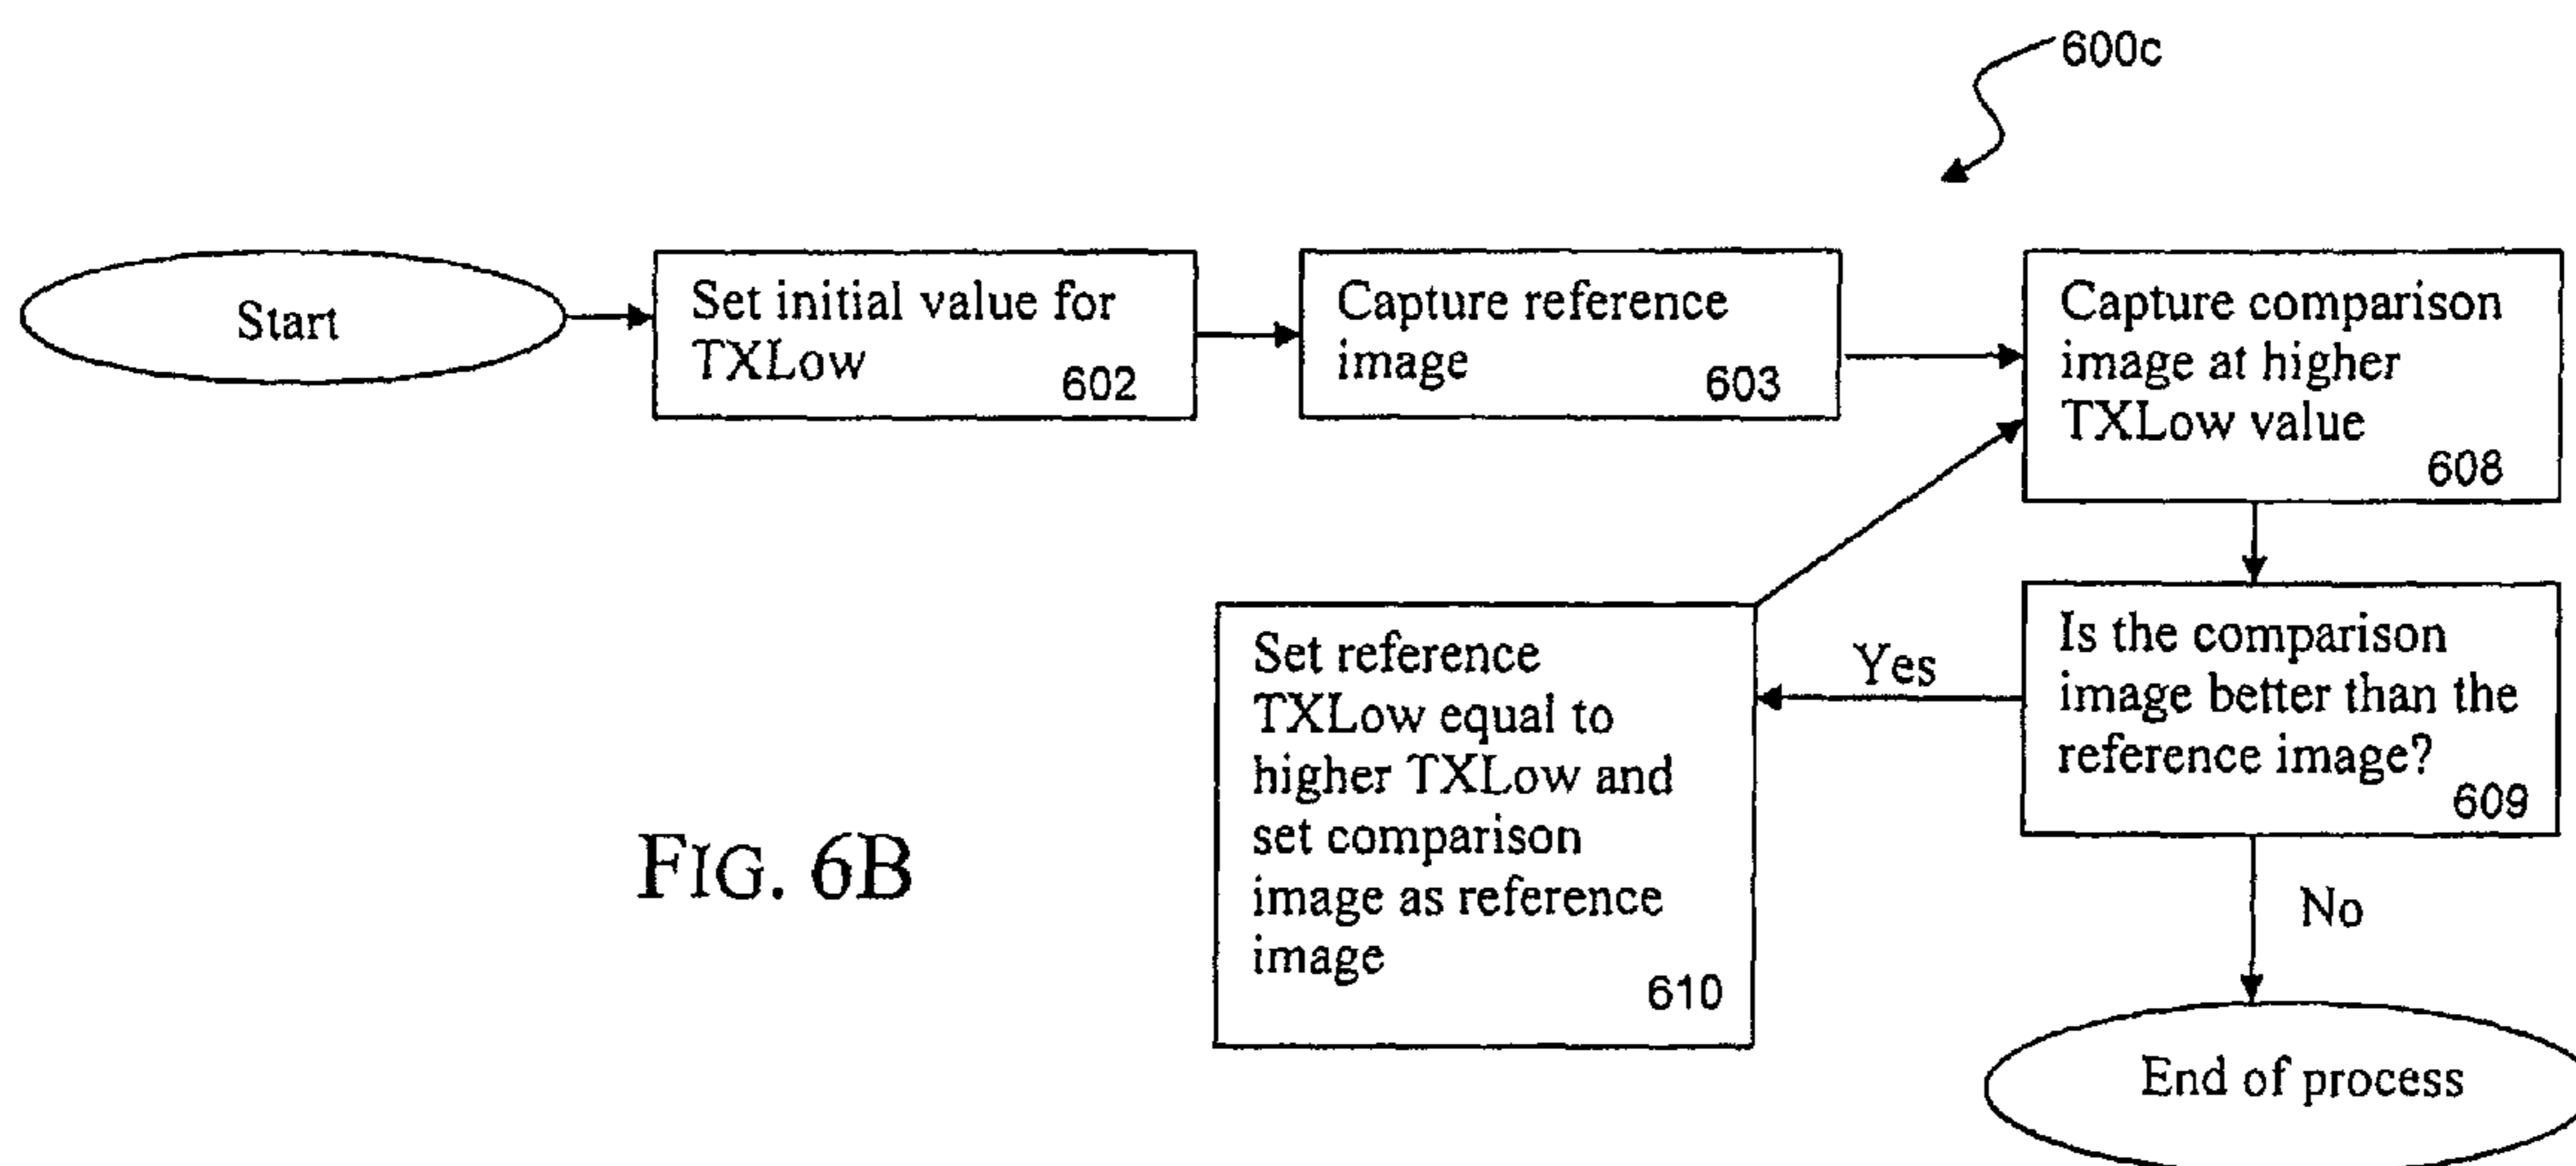 600c
Start
Set initial value for
TXLow
602
Capture reference
image
603
Capture comparison
image at higher
TXLow value
608
Is the comparison
image better than the
reference image?
609
Yes
Set reference
TXLow equal to
higher TXLow and
set comparison
image as reference
image
610
No
End of process
FIG. 6B